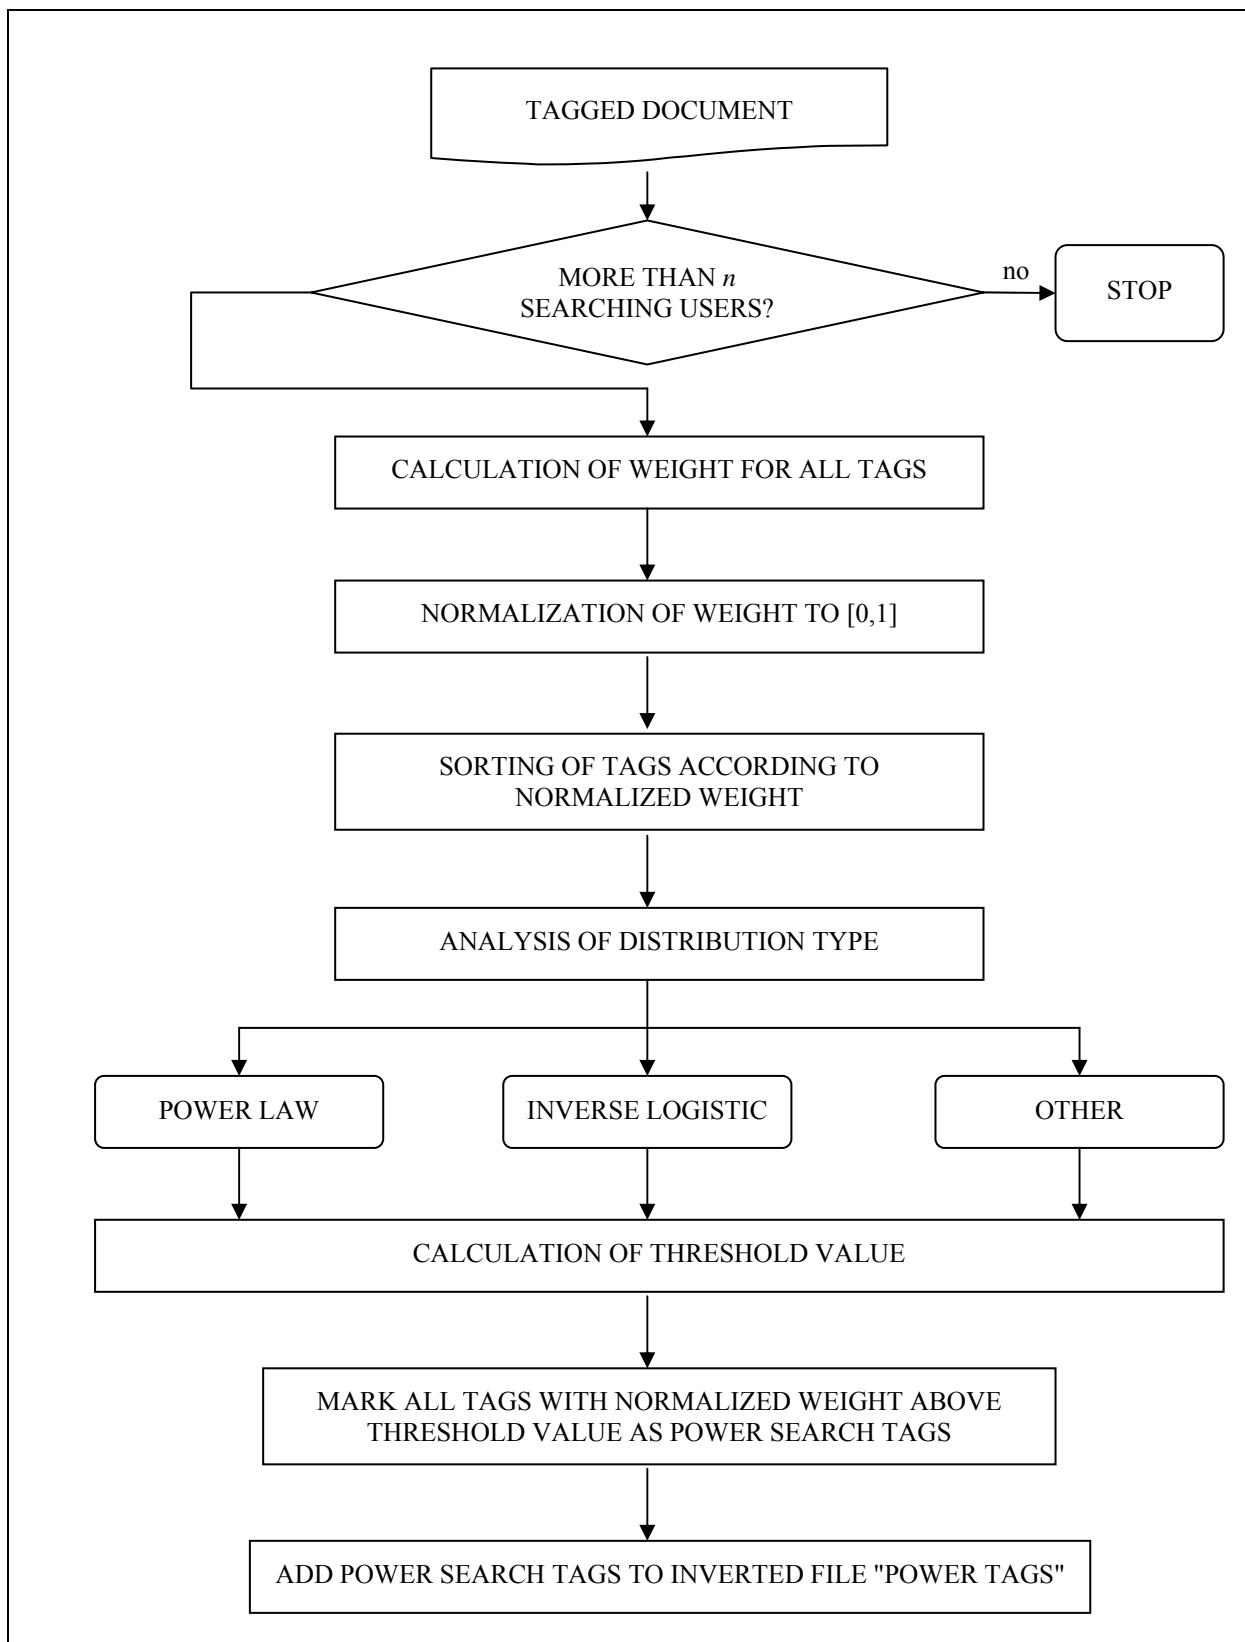 TAGGED DOCUMENT
MORE THAN n
SEARCHING USERS?
no
STOP
CALCULATION OF WEIGHT FOR ALL TAGS
NORMALIZATION OF WEIGHT TO [0,1]
SORTING OF TAGS ACCORDING TO
NORMALIZED WEIGHT
ANALYSIS OF DISTRIBUTION TYPE
POWER LAW
INVERSE LOGISTIC
OTHER
CALCULATION OF THRESHOLD VALUE
MARK ALL TAGS WITH NORMALIZED WEIGHT ABOVE
THRESHOLD VALUE AS POWER SEARCH TAGS
ADD POWER SEARCH TAGS TO INVERTED FILE "POWER TAGS"